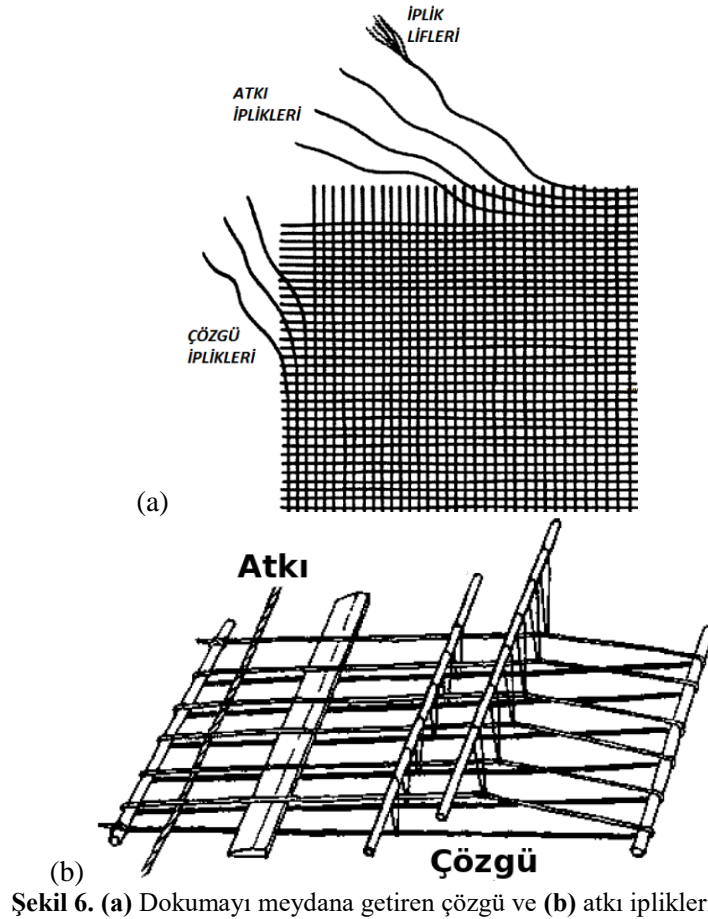 İPLİK
LİFLERİ
ATKI
İPLİKLERİ
ÇÖZGÜ
İPLİKLERİ
(a)
Atkı
Çözgü
(b)
Şekil 6. (a) Dokumayı meydana getiren çözgü ve (b) atkı iplikler